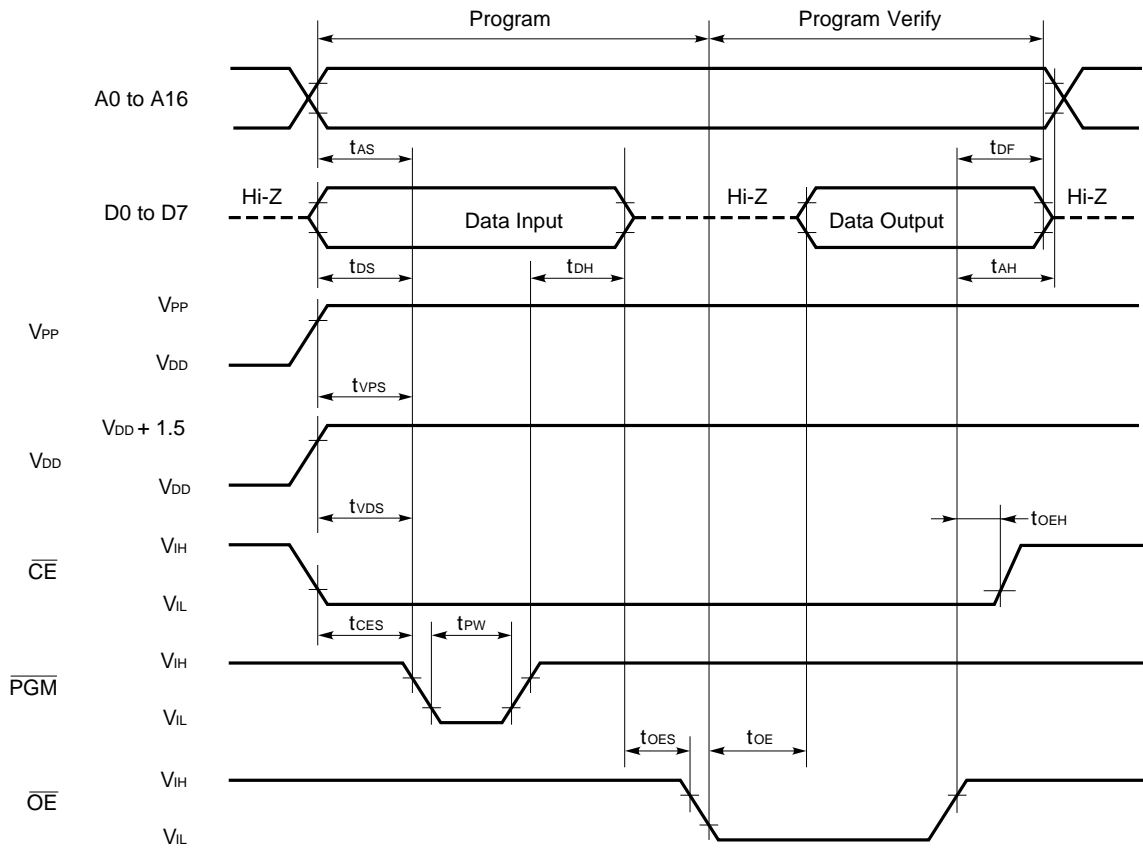 Program Program Verify
A0 to A16
tAS tDF
D0 to D7 Hi-Z Data Input Hi-Z Data Output Hi-Z
tDS tDH tAH
VPP
VPP
VDD
tVPS
VDD + 1.5
VDD
VDD
tVDS tOEH
VIH
CE
VIL
tCES tPW
VIH
PGM
VIL
tOES tOE
VIH
OE
VIL